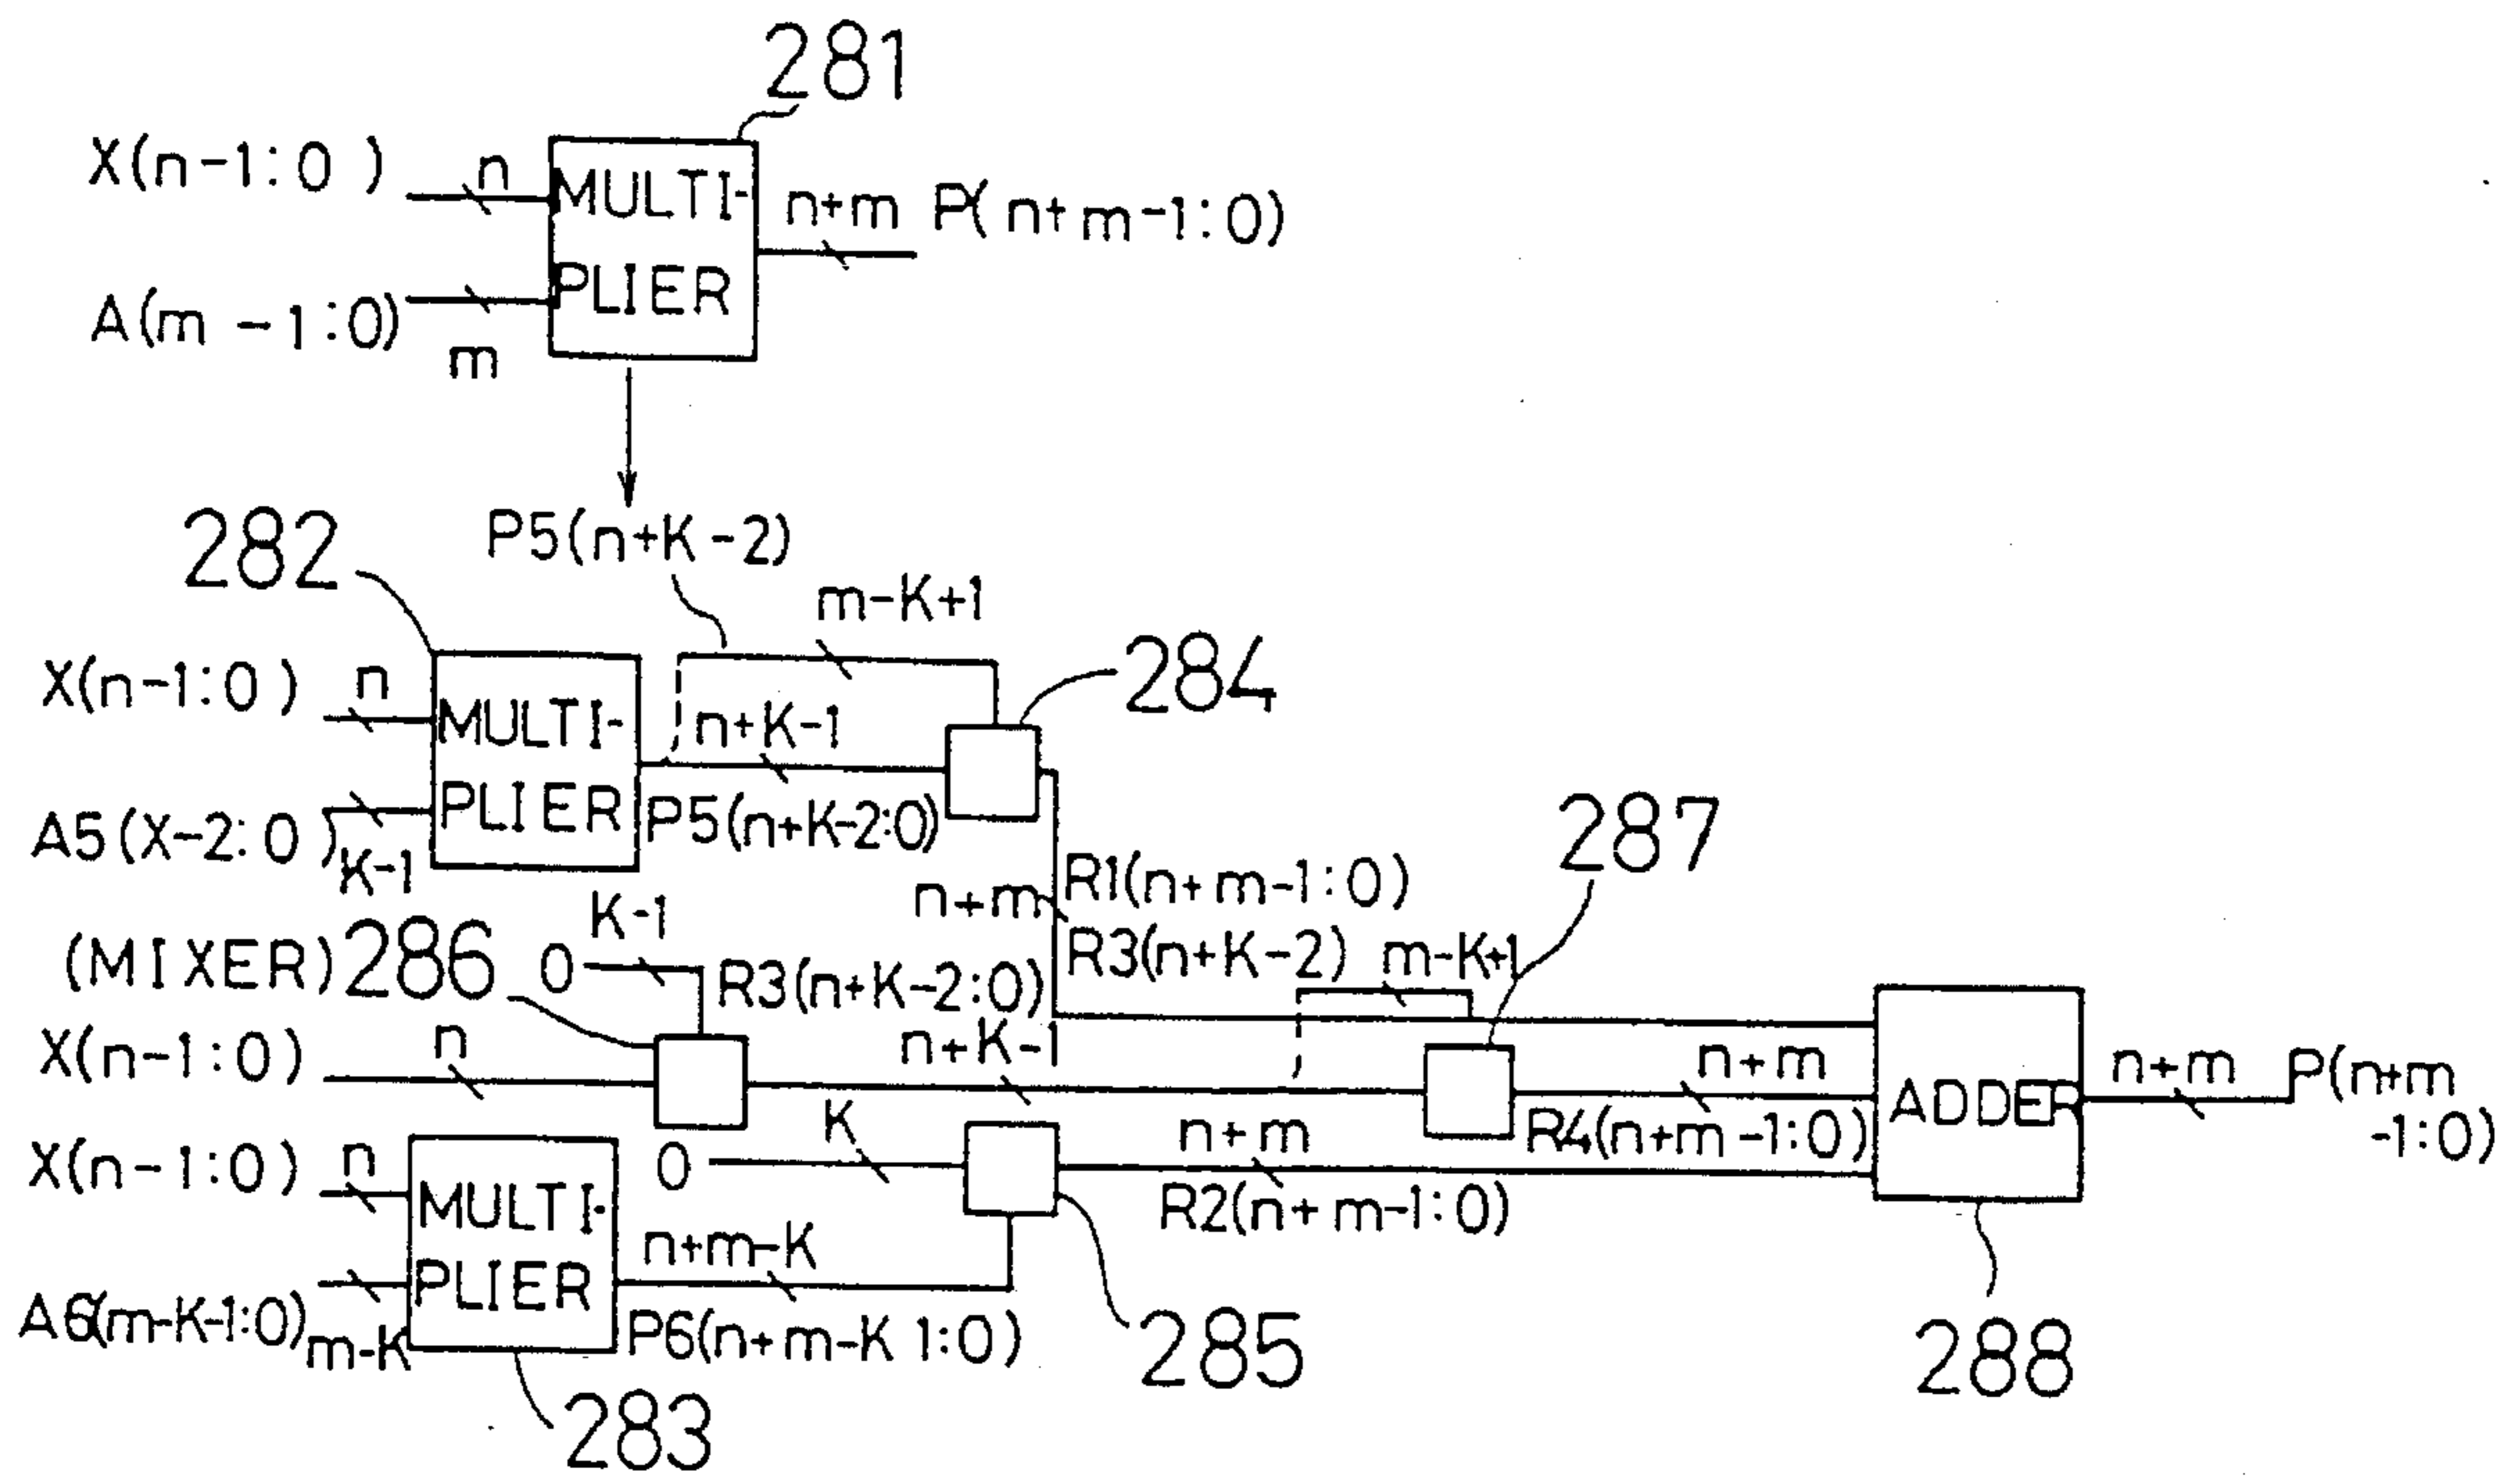 281
X(n-1:0)
n
MULTI-
PLIER
n+m
P(n+m-1:0)
A(m-1:0)
m
P5(n+K-2)
282
m-K+1
284
X(n-1:0)
n
MULTI-
PLIER
n+K-1
P5(n+K-2:0)
A5(X-2:0)
K-1
287
n+m
R1(n+m-1:0)
(MIXER) 286
0
K-1
R3(n+K-2:0)
R3(n+K-2)
m-K+1
X(n-1:0)
n
n+K-1
n+m
R4(n+m-1:0)
ADDER
n+m
P(n+m
-1:0)
X(n-1:0)
n
MULTI-
PLIER
0
K
n+m
R2(n+m-1:0)
n+m-K
P6(n+m-K 1:0)
A6(m-K-1:0)
m-K
285
288
283